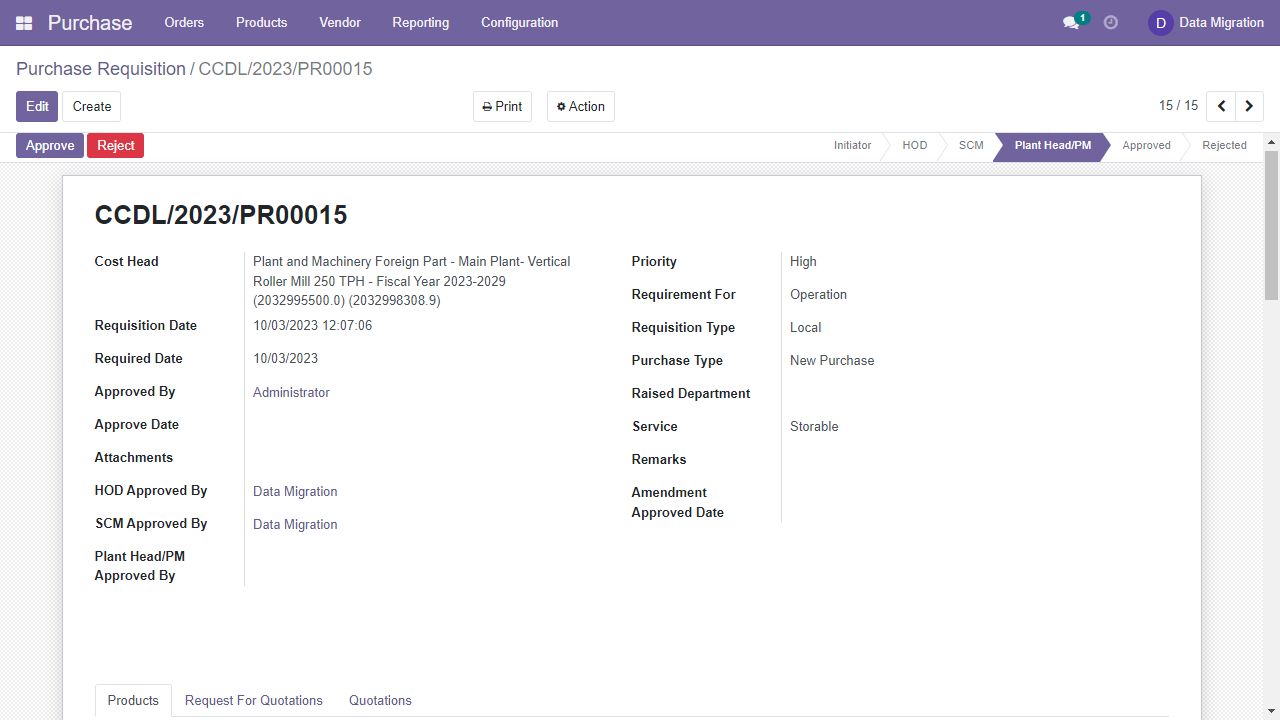 Purchase Orders Products Vendor Reporting Configuration 1 D Data Migration
Purchase Requisition / CCDL/2023/PR00015
Edit Create Print Action 15 / 15
Approve Reject Initiator HOD SCM Plant Head/PM Approved Rejected
CCDL/2023/PR00015
Cost Head Plant and Machinery Foreign Part - Main Plant- Vertical
Roller Mill 250 TPH - Fiscal Year 2023-2029
(2032995500.0) (2032998308.9)
Requisition Date 10/03/2023 12:07:06
Required Date 10/03/2023
Approved By Administrator
Approve Date
Attachments
HOD Approved By Data Migration
SCM Approved By Data Migration
Plant Head/PM
Approved By
Priority High
Requirement For Operation
Requisition Type Local
Purchase Type New Purchase
Raised Department
Service Storable
Remarks
Amendment
Approved Date
Products Request For Quotations Quotations